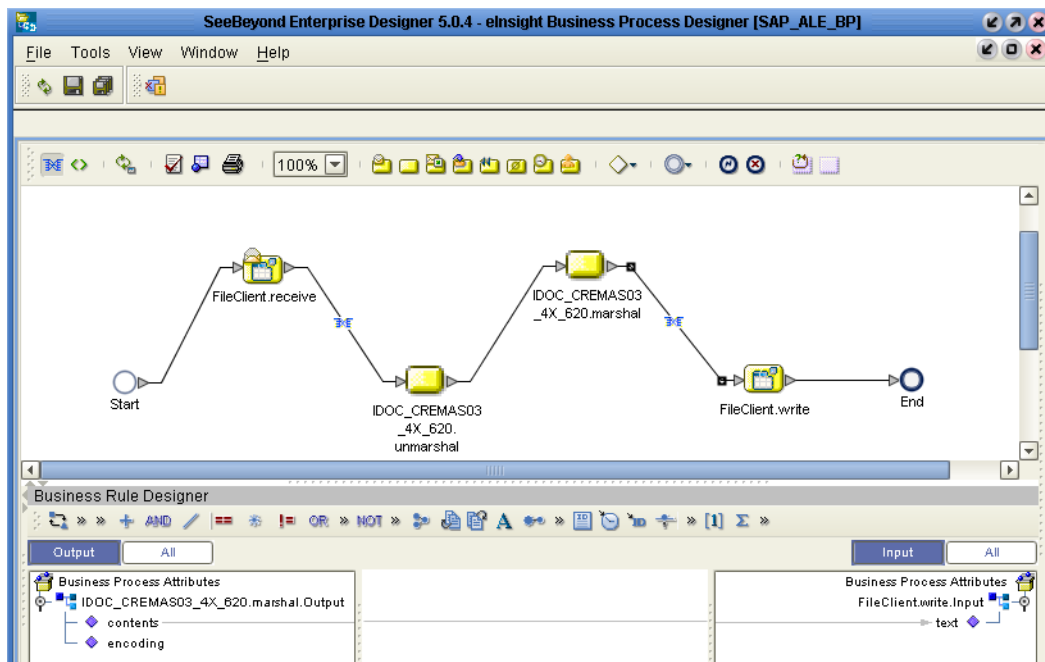 SeeBeyond Enterprise Designer 5.0.4 - eInsight Business Process Designer [SAP_ALE_BP]
File Tools View Window Help
100%
FileClient.receive
IDOC_CREMAS03
_4X_620.marshal
Start
IDOC_CREMAS03
_4X_620.
unmarshal
FileClient.write
End
Business Rule Designer
» » AND == != OR » NOT » A » [1] Σ »
Output All Input All
Business Process Attributes Business Process Attributes
IDOC_CREMAS03_4X_620.marshal.Output FileClient.write.Input
contents text
encoding